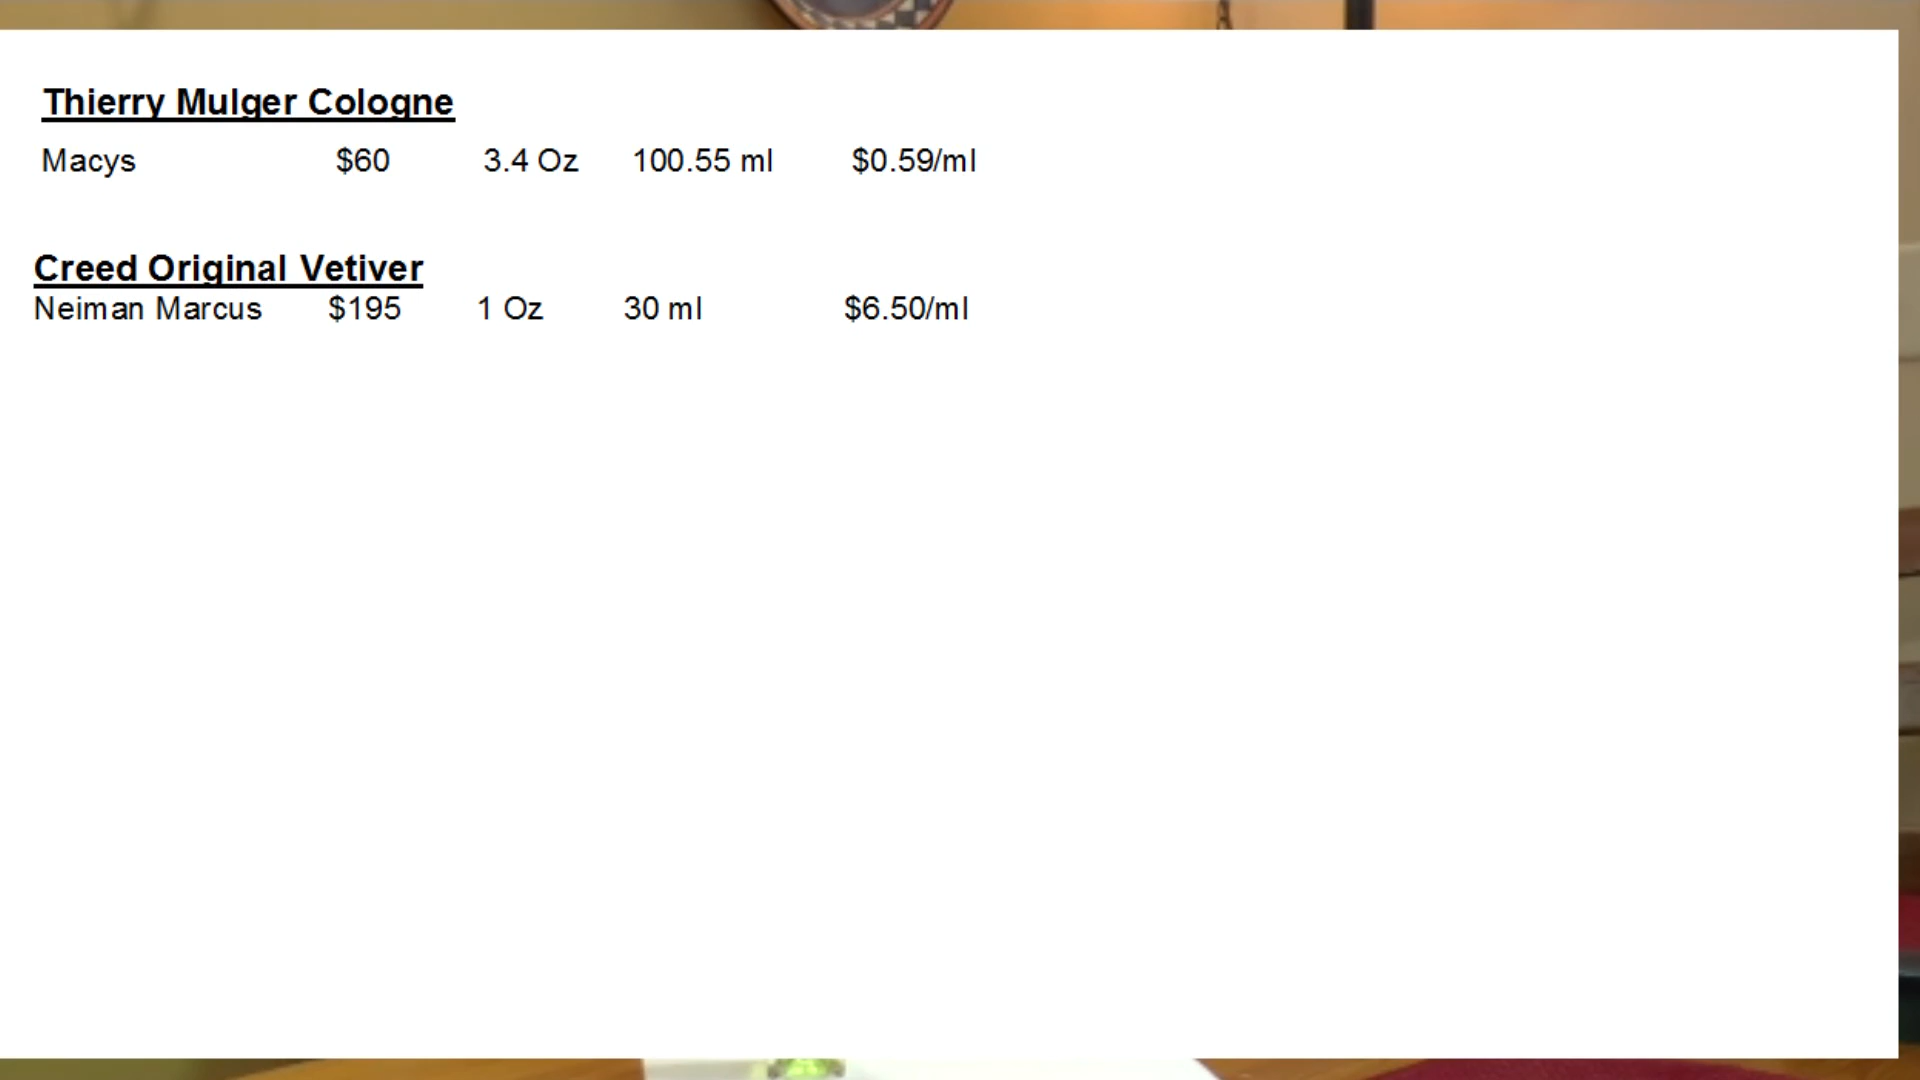 Thierry Mulger Cologne
Macys $60 3.4 Oz 100.55 ml $0.59/ml
Creed Original Vetiver
Neiman Marcus $195 1 Oz 30 ml $6.50/ml